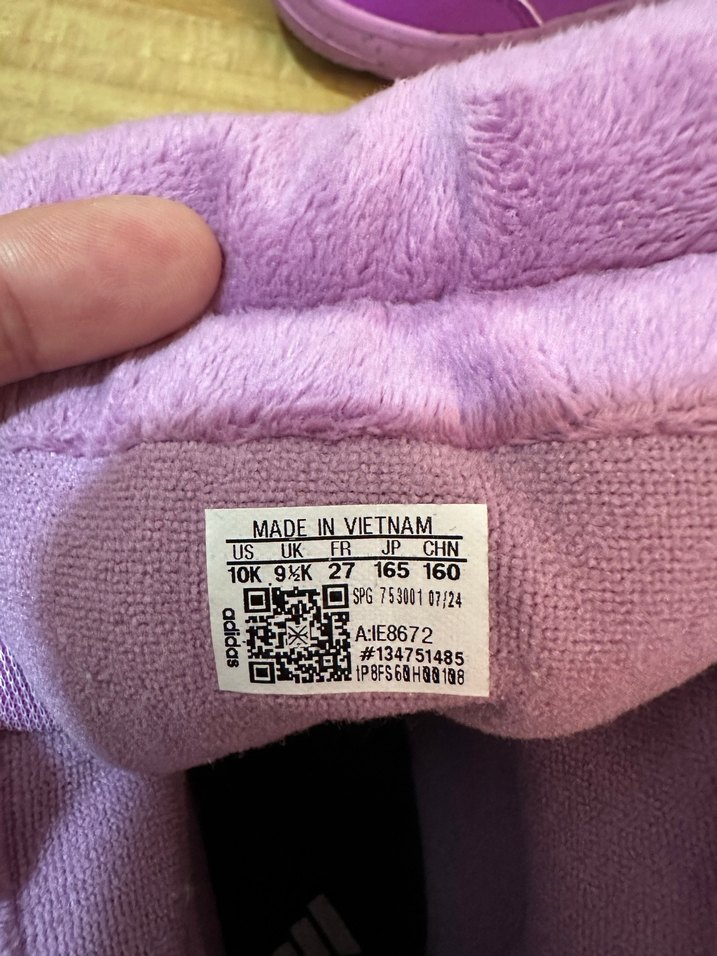 MADE IN VIETNAM
US UK FR JP CHN
10K 9½K 27 165 160
SPG 753001 07/24
adidas
A:IE8672
#134751485
tP8FS60H00108